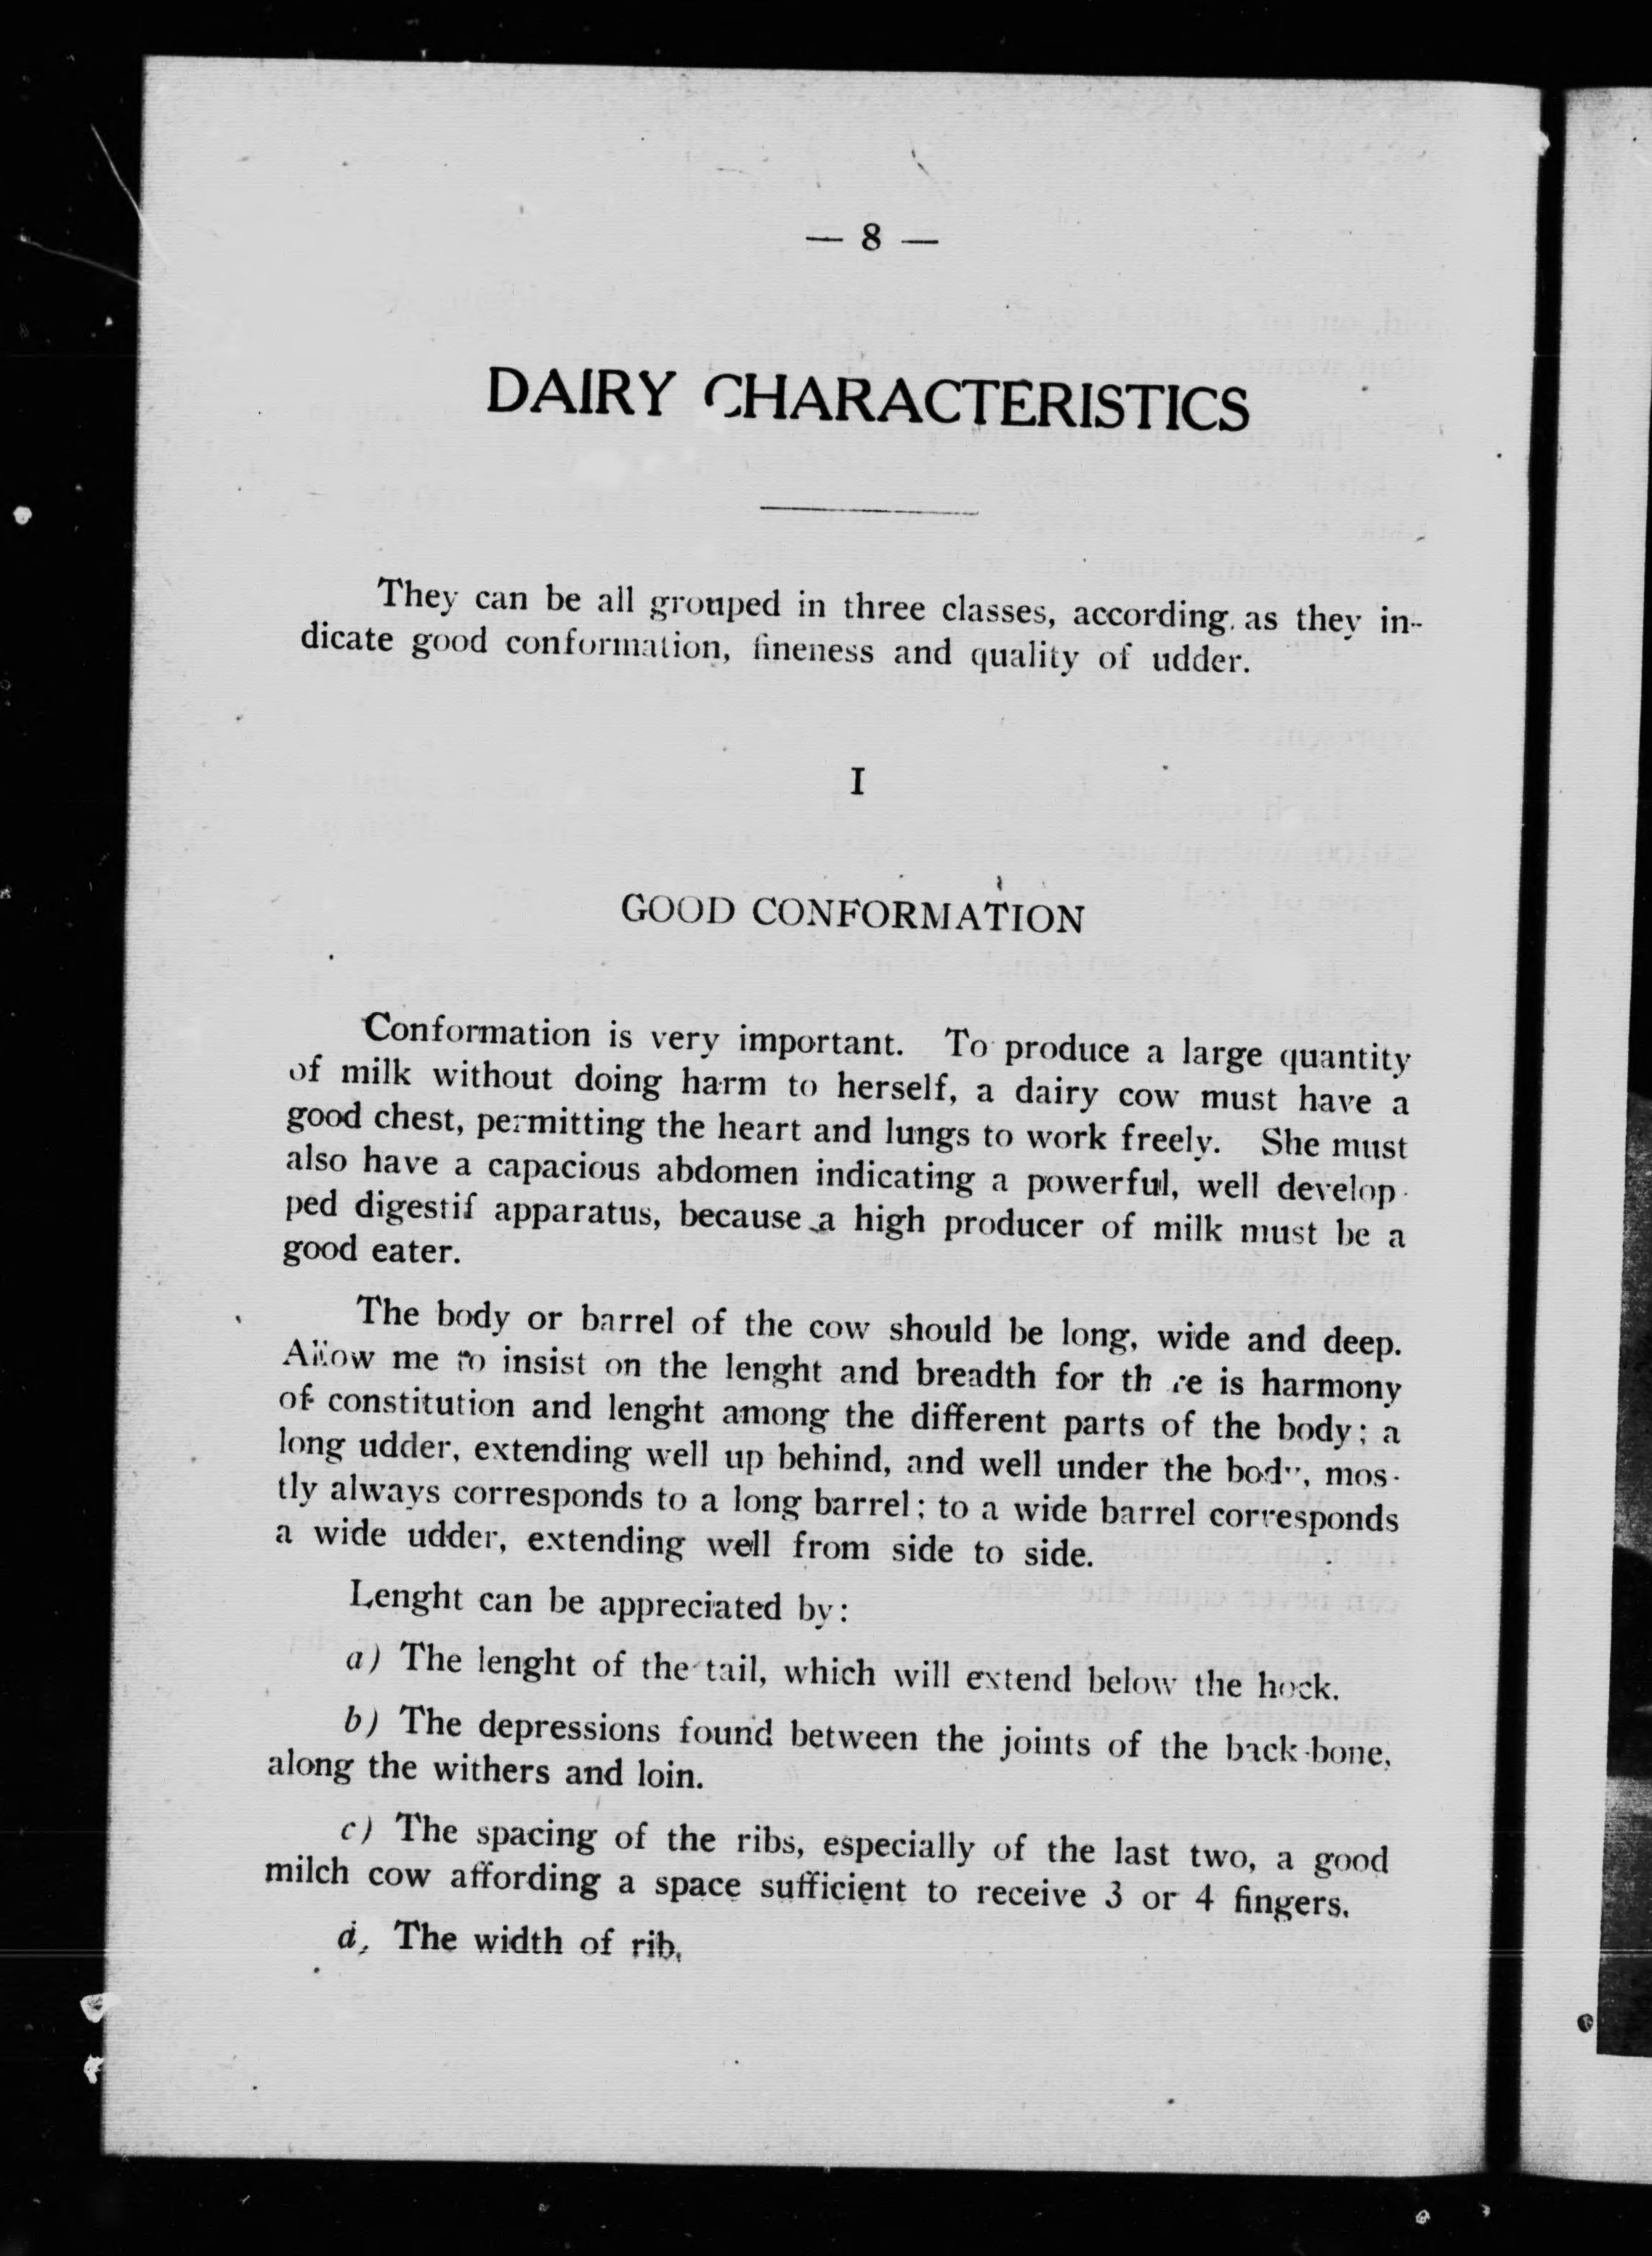 — 8 —
DAIRY CHARACTERISTICS
They can be all grouped in three classes, according as they in-
dicate good conformation, fineness and quality of udder.
I
GOOD CONFORMATION
Conformation is very important. To produce a large quantity
of milk without doing harm to herself, a dairy cow must have a
good chest, permitting the heart and lungs to work freely. She must
also have a capacious abdomen indicating a powerful, well develop-
ped digestif apparatus, because a high producer of milk must be a
good eater.
The body or barrel of the cow should be long, wide and deep.
Allow me to insist on the lenght and breadth for there is harmony
of constitution and lenght among the different parts of the body; a
long udder, extending well up behind, and well under the body, mos-
tly always corresponds to a long barrel; to a wide barrel corresponds
a wide udder, extending well from side to side.
Lenght can be appreciated by:
a) The lenght of the tail, which will extend below the hock.
b) The depressions found between the joints of the back-bone,
along the withers and loin.
c) The spacing of the ribs, especially of the last two, a good
milch cow affording a space sufficient to receive 3 or 4 fingers.
d, The width of rib.